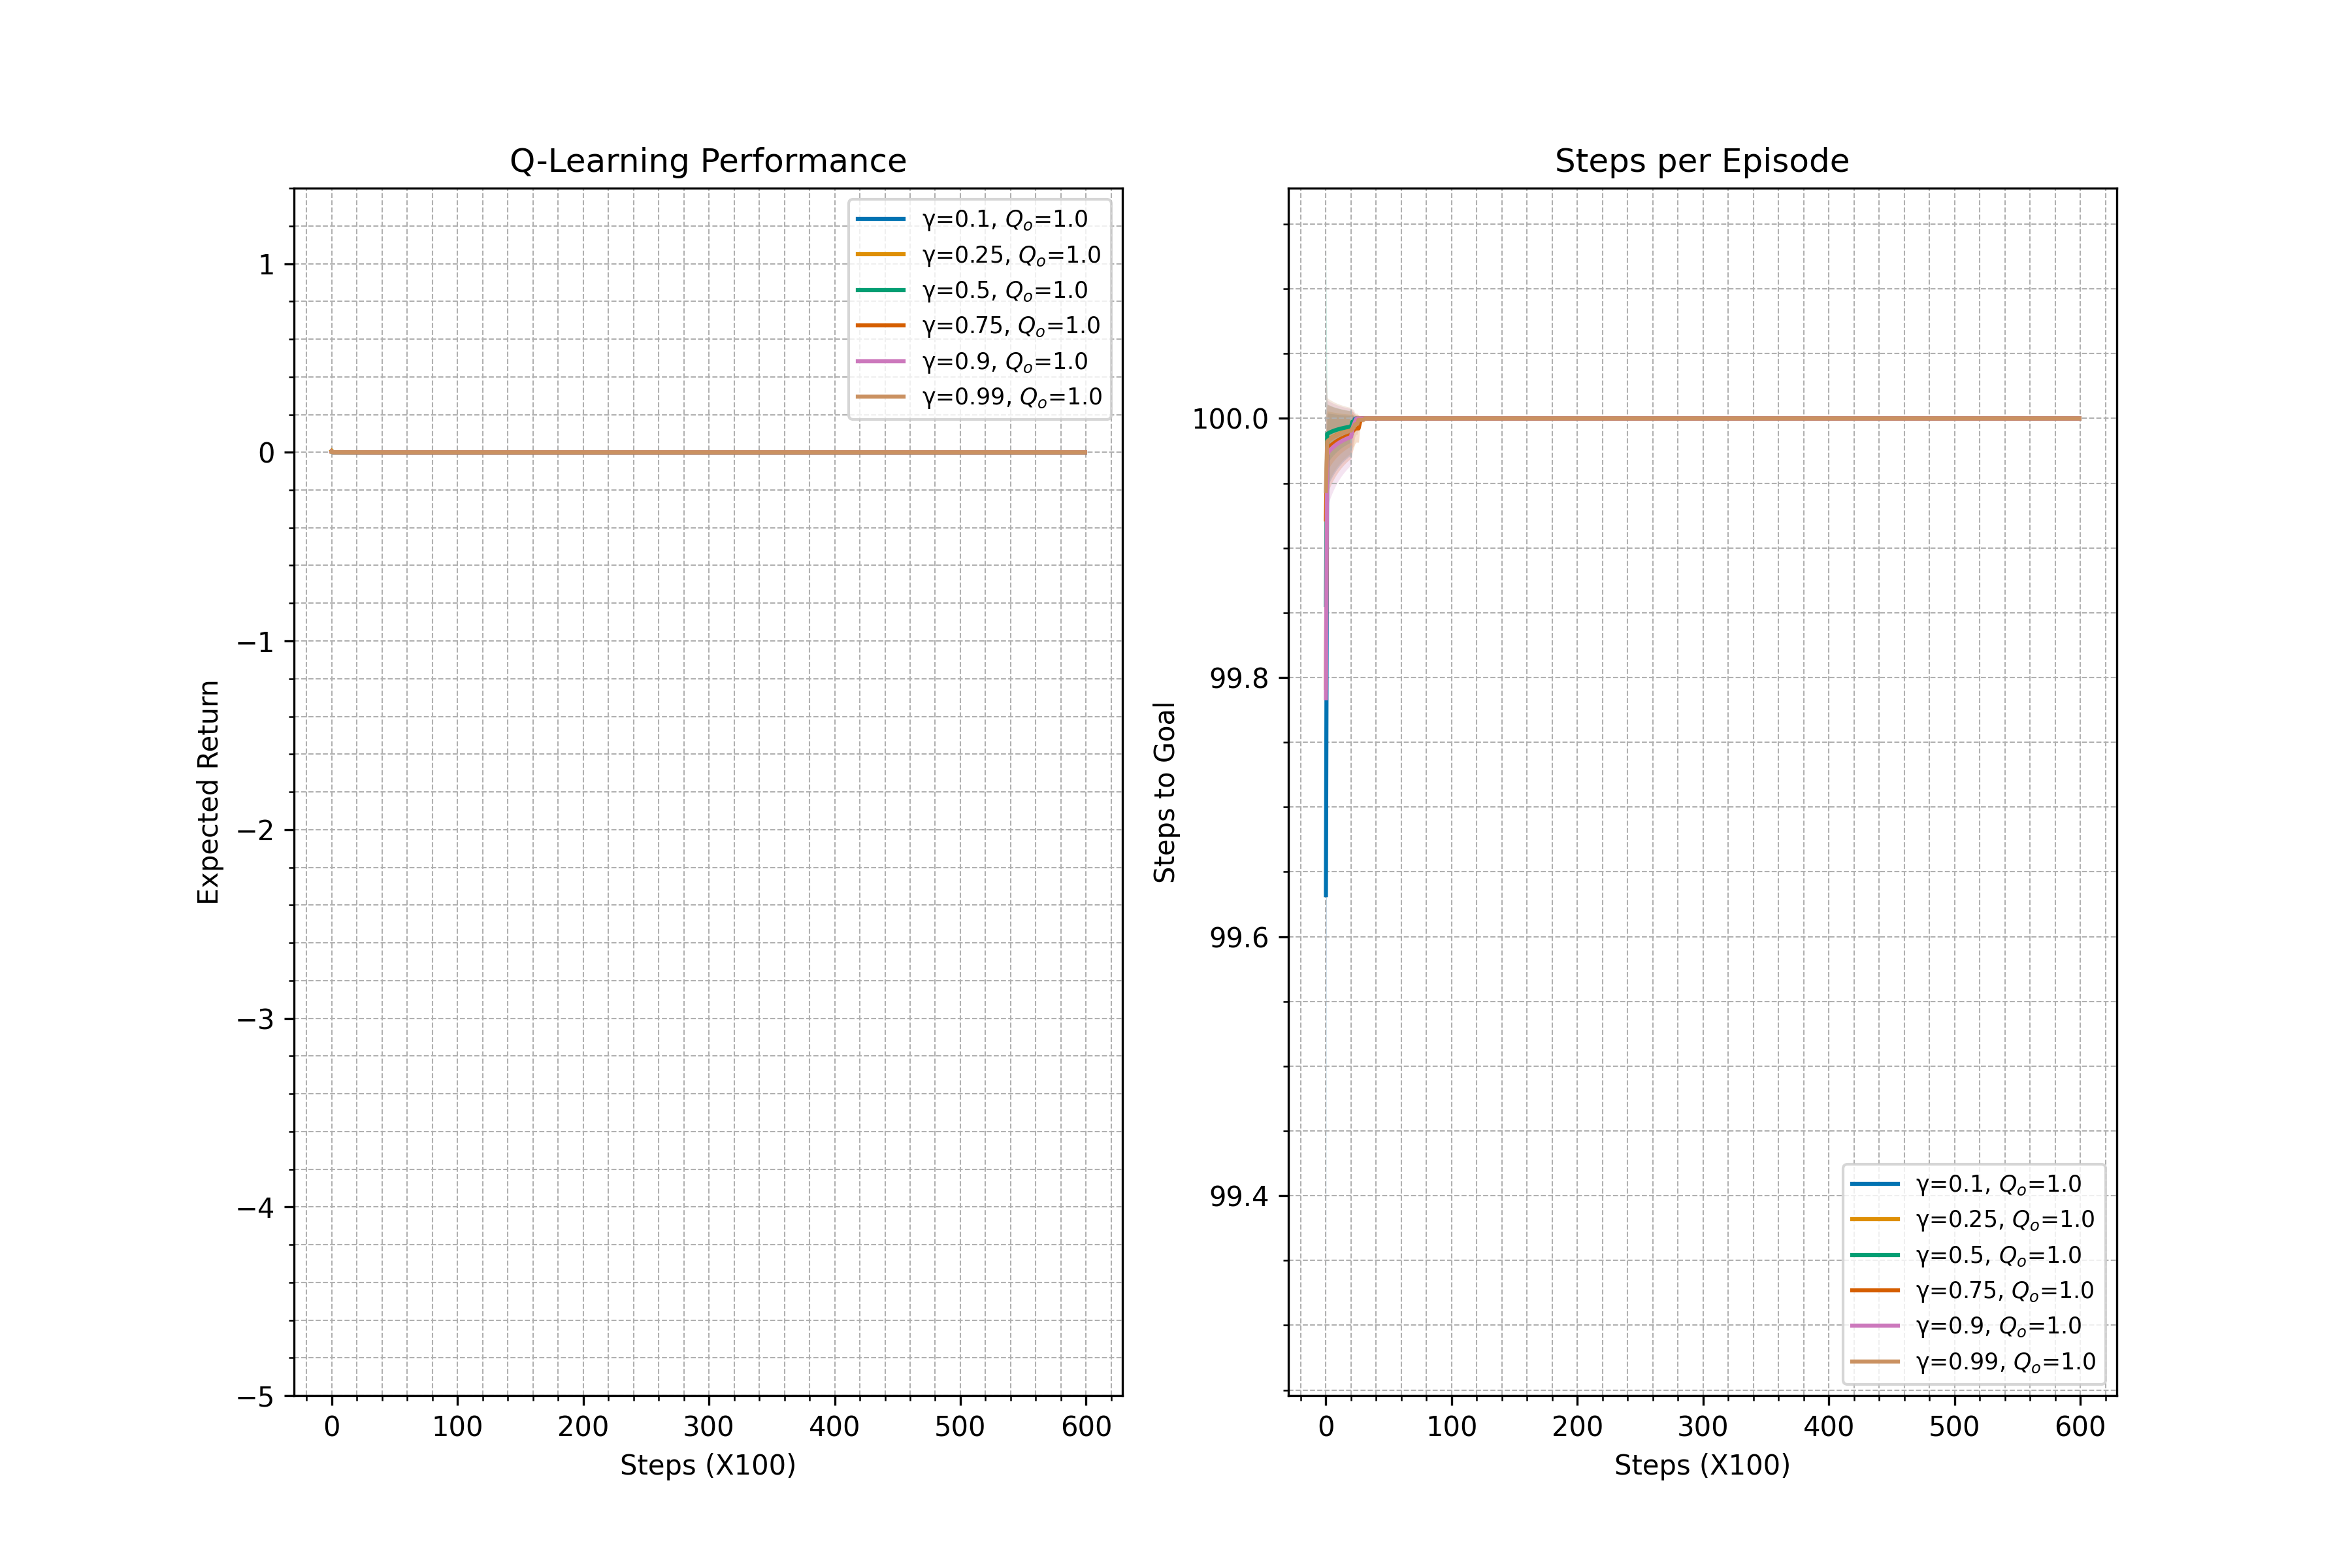 Q-Learning Performance
γ=0.1, Qₒ=1.0
γ=0.25, Qₒ=1.0
γ=0.5, Qₒ=1.0
γ=0.75, Qₒ=1.0
γ=0.9, Qₒ=1.0
γ=0.99, Qₒ=1.0
1
0
−1
−2
−3
−4
−5
Expected Return
0 100 200 300 400 500 600
Steps (X100)
Steps per Episode
100.0
99.8
99.6
99.4
Steps to Goal
γ=0.1, Qₒ=1.0
γ=0.25, Qₒ=1.0
γ=0.5, Qₒ=1.0
γ=0.75, Qₒ=1.0
γ=0.9, Qₒ=1.0
γ=0.99, Qₒ=1.0
0 100 200 300 400 500 600
Steps (X100)